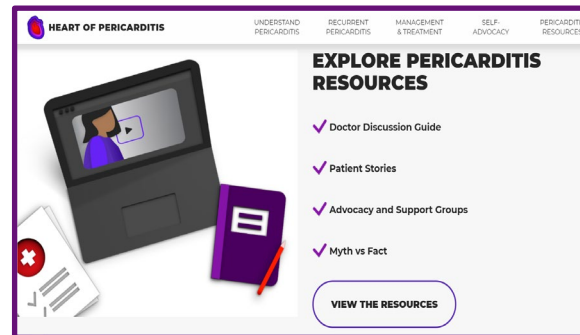 HEART OF PERICARDITIS
UNDERSTAND
PERICARDITIS
RECURRENT
PERICARDITIS
MANAGEMENT
& TREATMENT
SELF-
ADVOCACY
PERICARDITI
RESOURCES
EXPLORE PERICARDITIS
RESOURCES
Doctor Discussion Guide
Patient Stories
Advocacy and Support Groups
Myth vs Fact
VIEW THE RESOURCES